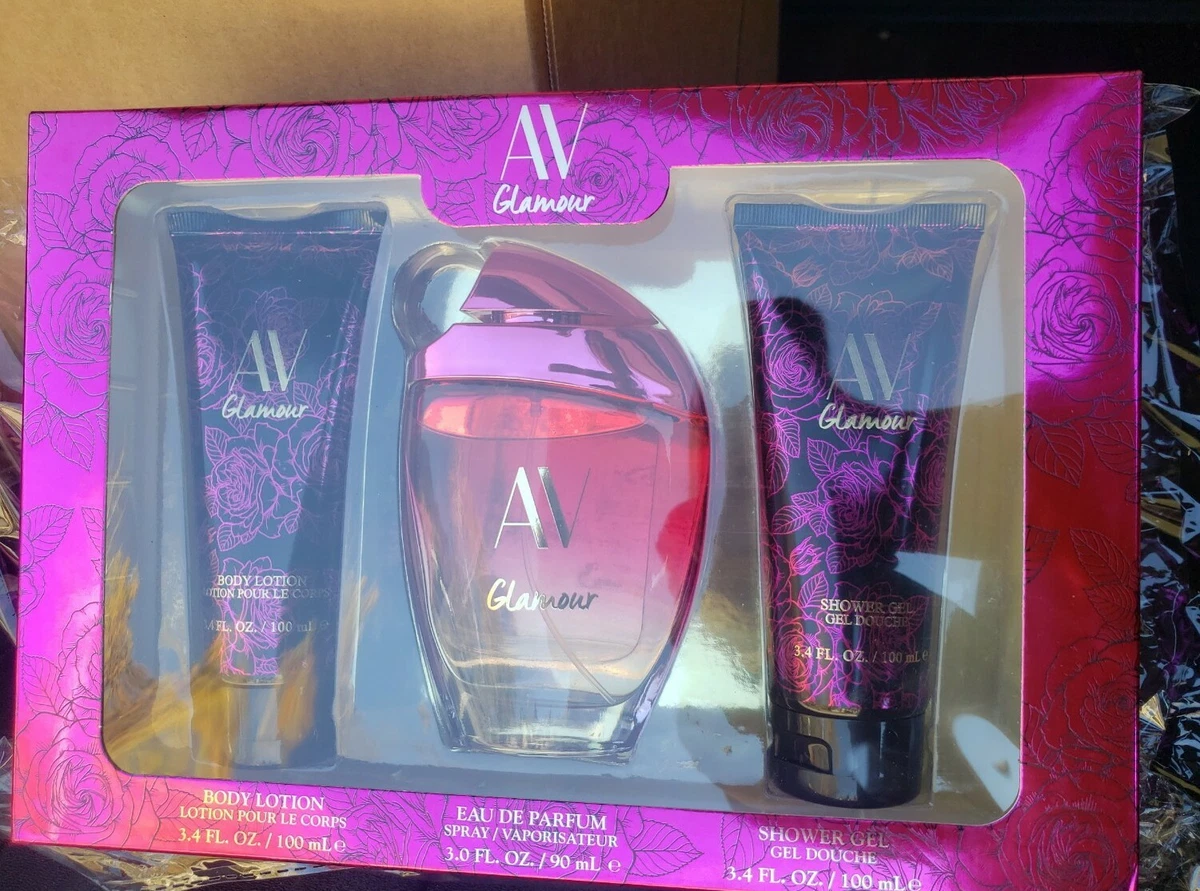 AV
Glamour
AV
Glamour
BODY LOTION
LOTION POUR LE CORPS
FL. OZ. / 100 mL e
AV
Glamour
AV
Glamour
SHOWER GEL
GEL DOUCHE
3.4 FL. OZ. / 100 mL e
BODY LOTION
LOTION POUR LE CORPS
3.4 FL. OZ. / 100 mL e
EAU DE PARFUM
SPRAY / VAPORISATEUR
3.0 FL. OZ. / 90 mL e
SHOWER GEL
GEL DOUCHE
3.4 FL. OZ. / 100 mL e